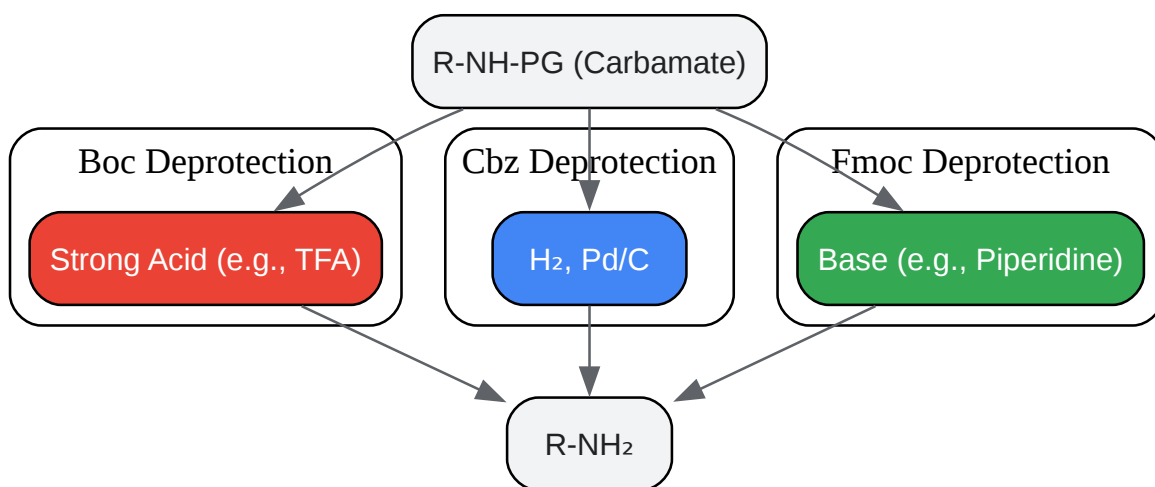 R-NH-PG (Carbamate)
Boc Deprotection
Cbz Deprotection
Fmoc Deprotection
Strong Acid (e.g., TFA)
H₂, Pd/C
Base (e.g., Piperidine)
R-NH₂